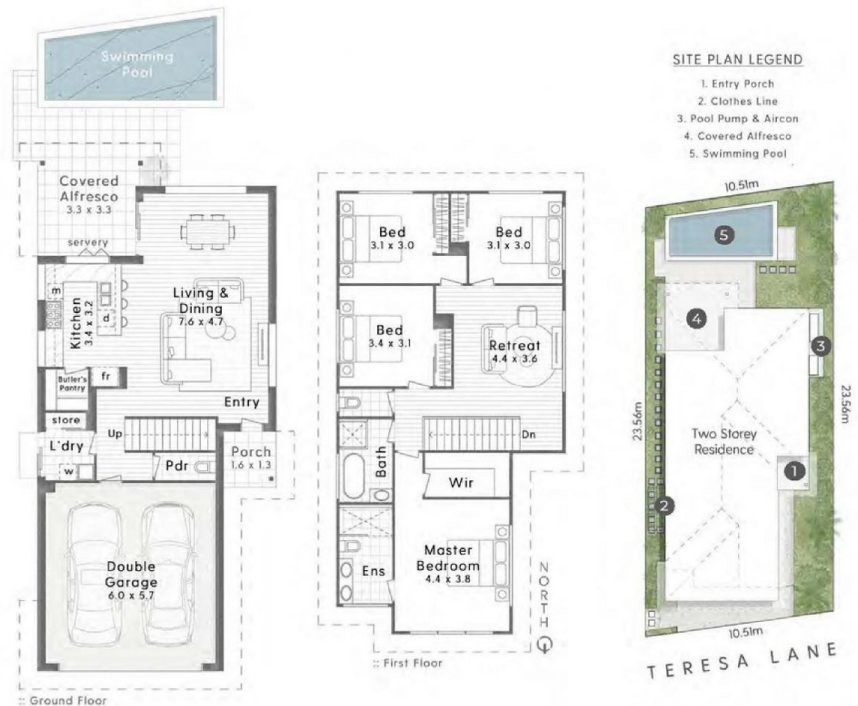 Swimming
Pool
Covered
Alfresco
3.3 x 3.3
servery
m
d
Kitchen
3.4 x 3.2
Living &
Dining
7.6 x 4.7
Butler's
Pantry
fr
Entry
store
Up
L'dry
w
Pdr
Porch
1.6 x 1.3
Double
Garage
6.0 x 5.7
:: Ground Floor
Bed
3.1 x 3.0
Bed
3.1 x 3.0
Bed
3.4 x 3.1
Retreat
4.4 x 3.6
Bath
Dn
Wir
Ens
Master
Bedroom
4.4 x 3.8
NORTH
:: First Floor
SITE PLAN LEGEND
1. Entry Porch
2. Clothes Line
3. Pool Pump & Aircon
4. Covered Alfresco
5. Swimming Pool
10.51m
5
4
3
23.56m
23.56m
Two Storey
Residence
1
2
10.51m
TERESA LANE